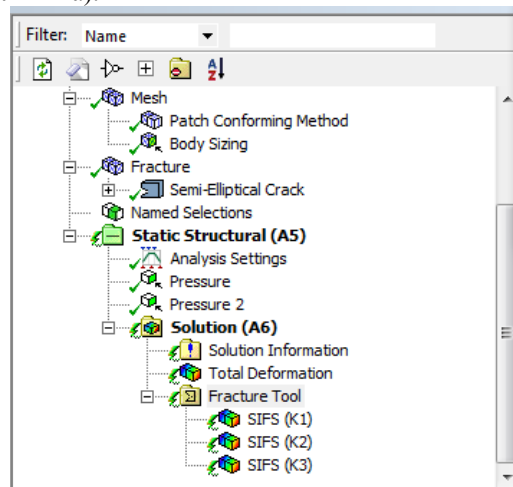 Filter: Name
Mesh
Patch Conforming Method
Body Sizing
Fracture
Semi-Elliptical Crack
Named Selections
Static Structural (A5)
Analysis Settings
Pressure
Pressure 2
Solution (A6)
Solution Information
Total Deformation
Fracture Tool
SIFS (K1)
SIFS (K2)
SIFS (K3)